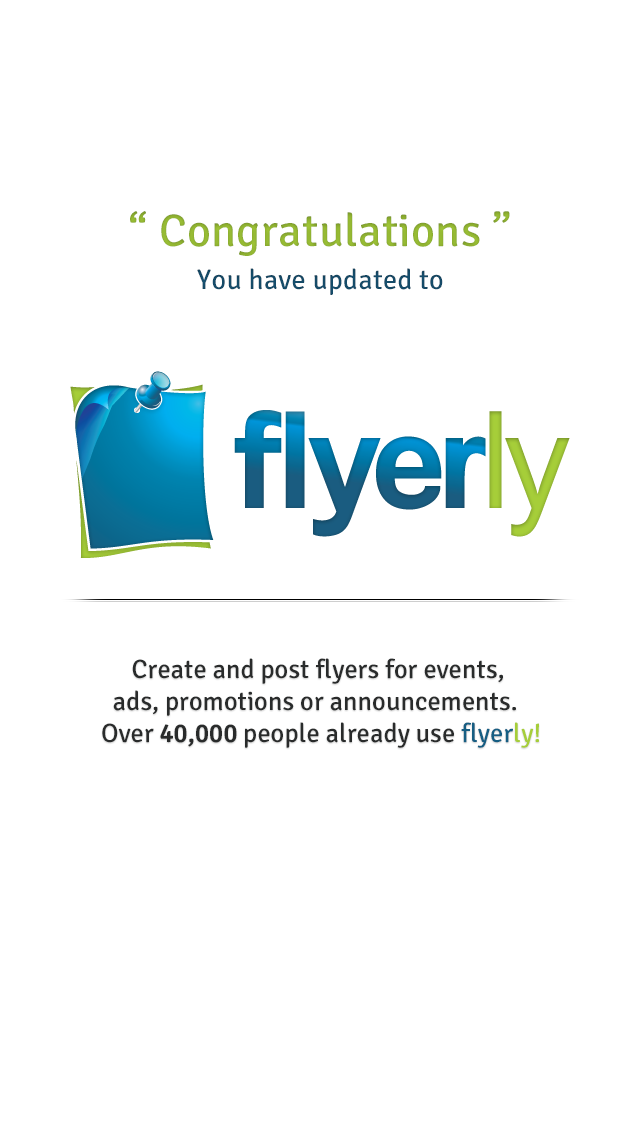 “ Congratulations ”
You have updated to
flyerly
Create and post flyers for events,
ads, promotions or announcements.
Over 40,000 people already use flyerly!